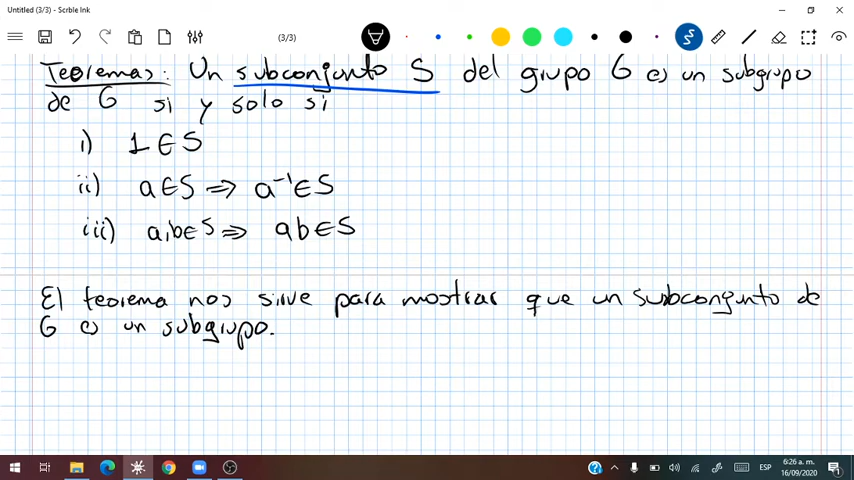 Untitled (3/3) - Scrble Ink
(3/3)
Teoremas: Un subconjunto S del grupo G es un subgrupo
de G si y solo si
i) 1 ∈ S
ii) a ∈ S ⇒ a⁻¹ ∈ S
iii) a,b ∈ S ⇒ ab ∈ S
El teorema nos sirve para mostrar que un subconjunto de
G es un subgrupo.
ESP
6:26 a. m.
16/09/2020